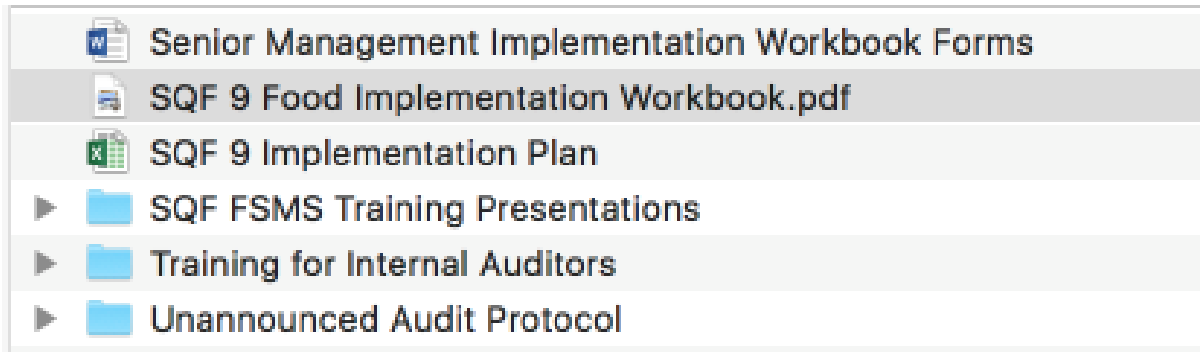 Senior Management Implementation Workbook Forms
SQF 9 Food Implementation Workbook.pdf
SQF 9 Implementation Plan
SQF FSMS Training Presentations
Training for Internal Auditors
Unannounced Audit Protocol